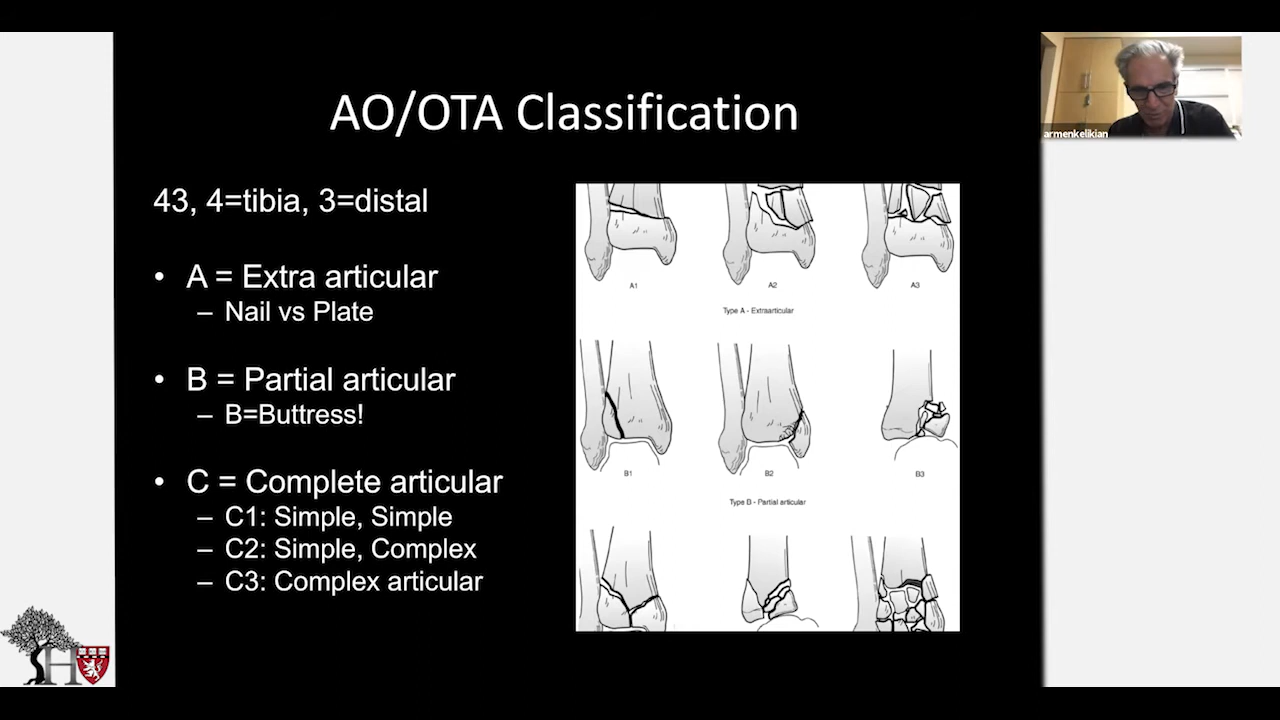 AO/OTA Classification
armenkelikian
43, 4=tibia, 3=distal
• A = Extra articular
– Nail vs Plate
• B = Partial articular
– B=Buttress!
• C = Complete articular
– C1: Simple, Simple
– C2: Simple, Complex
– C3: Complex articular
A1 A2 A3
Type A - Extraarticular
B1 B2 B3
Type B - Partial articular
H